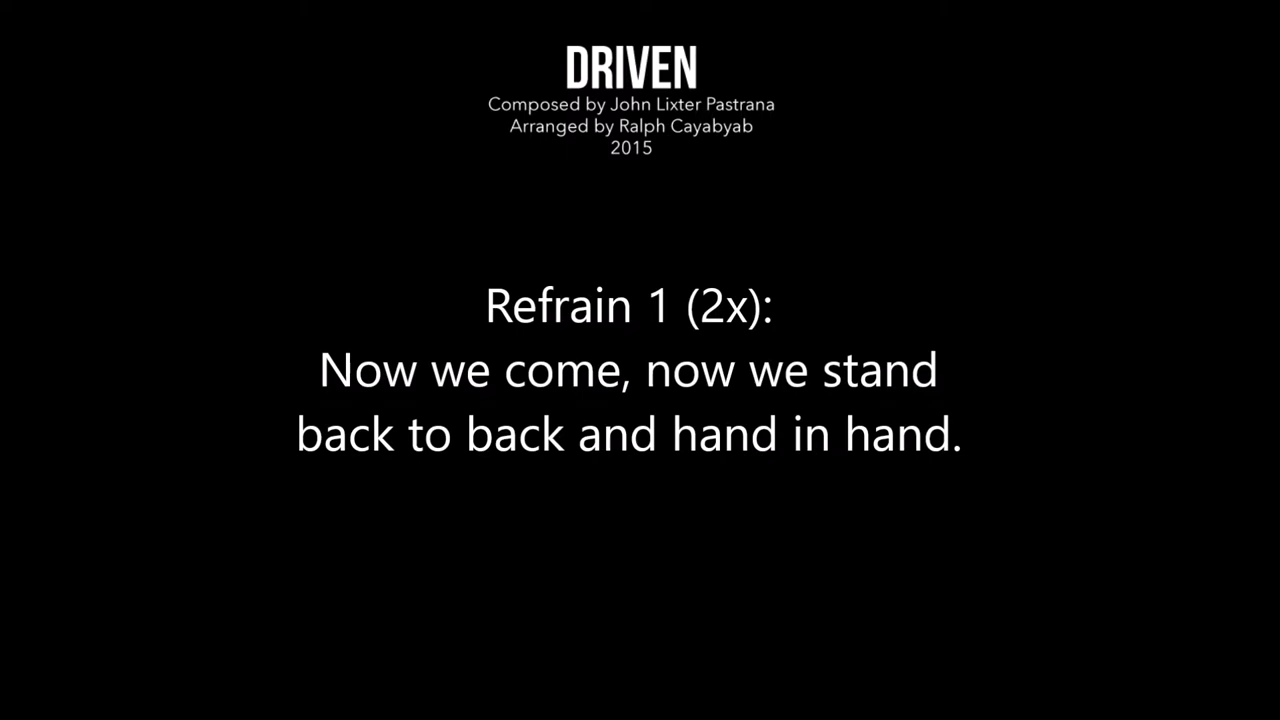 DRIVEN
Composed by John Lixter Pastrana
Arranged by Ralph Cayabyab
2015
Refrain 1 (2x):
Now we come, now we stand
back to back and hand in hand.